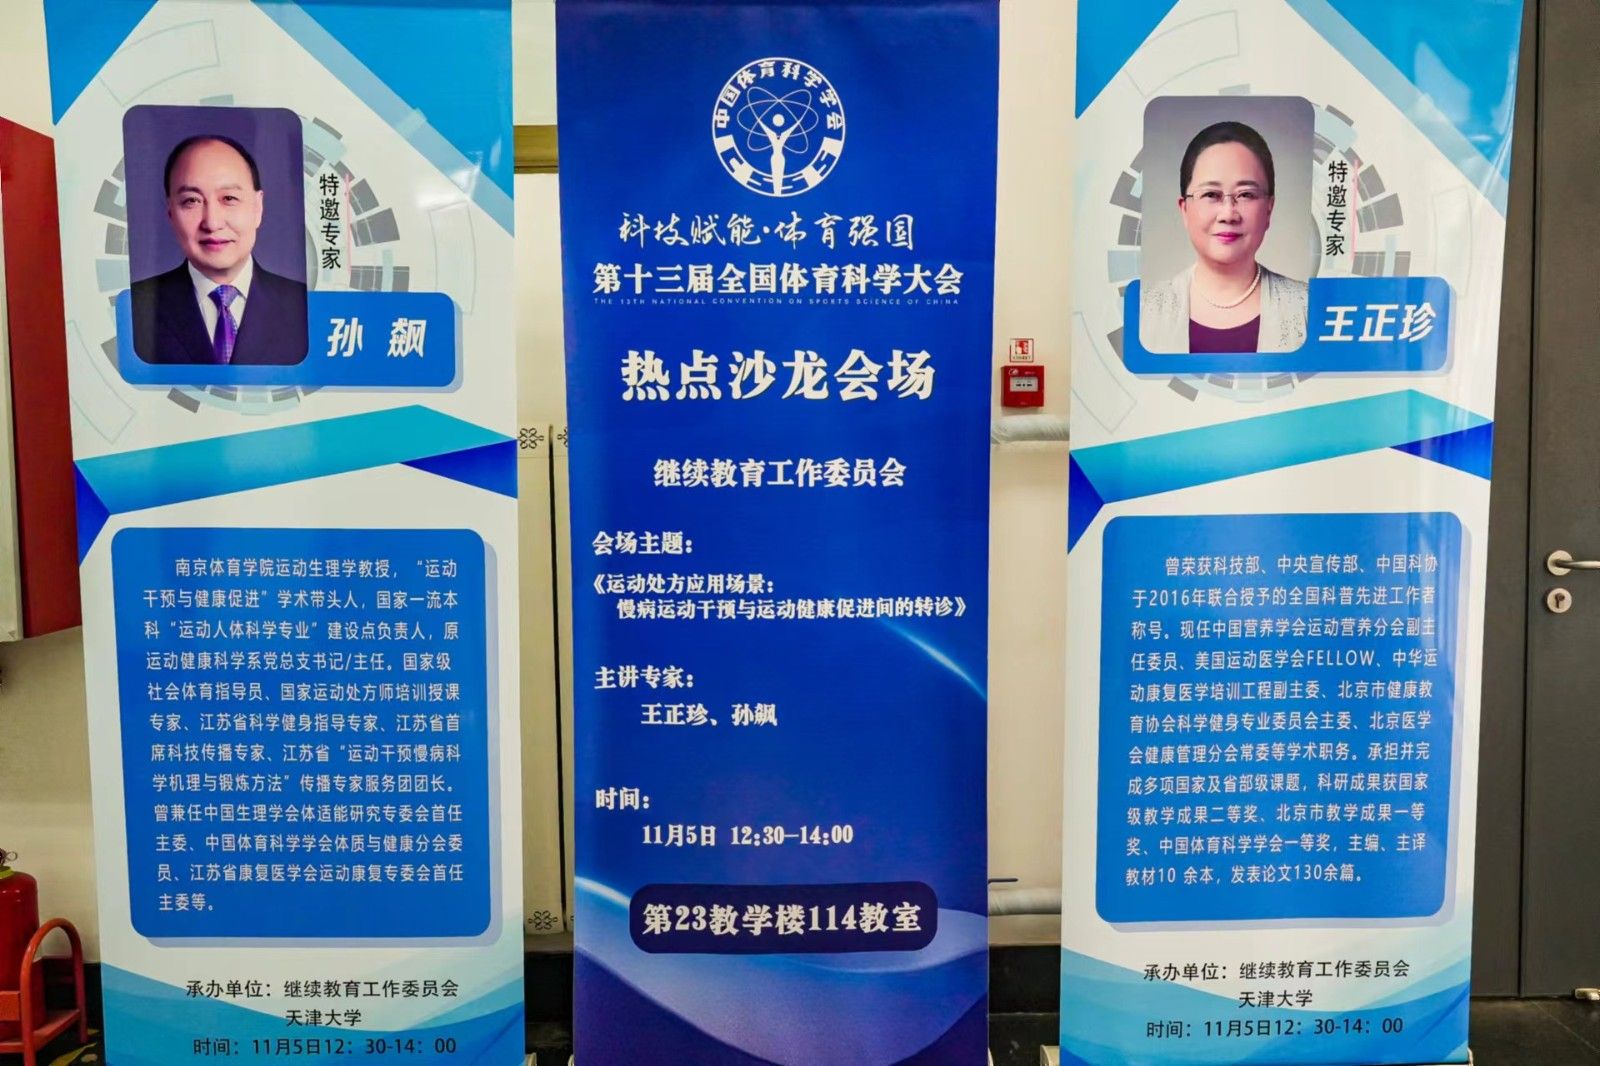 特邀专家
孙 飙
南京体育学院运动生理学教授，“运动
干预与健康促进”学术带头人，国家一流本
科“运动人体科学专业”建设点负责人，原
运动健康科学系党总支书记/主任。国家级
社会体育指导员、国家运动处方师培训授课
专家、江苏省科学健身指导专家、江苏省首
席科技传播专家、江苏省“运动干预慢病科
学机理与锻炼方法”传播专家服务团团长。
曾兼任中国生理学会体适能研究专委会首任
主委、中国体育科学学会体质与健康分会委
员、江苏省康复医学会运动康复专委会首任
主委等。
承办单位：继续教育工作委员会
天津大学
时间：11月5日12：30-14：00
中国体育科学学会
科技赋能·体育强国
第十三届全国体育科学大会
THE 13TH NATIONAL CONVENTION ON SPORTS SCIENCE OF CHINA
热点沙龙会场
继续教育工作委员会
会场主题：
《运动处方应用场景：
慢病运动干预与运动健康促进间的转诊》
主讲专家：
王正珍、孙飙
时间：
11月5日 12:30—14:00
第23教学楼114教室
特邀专家
王正珍
曾荣获科技部、中央宣传部、中国科协
于2016年联合授予的全国科普先进工作者
称号。现任中国营养学会运动营养分会副主
任委员、美国运动医学会FELLOW、中华运
动康复医学培训工程副主委、北京市健康教
育协会科学健身专业委员会主委、北京医学
会健康管理分会常委等学术职务。承担并完
成多项国家及省部级课题，科研成果获国家
级教学成果二等奖、北京市教学成果一等
奖、中国体育科学学会一等奖，主编、主译
教材10 余本，发表论文130余篇。
承办单位：继续教育工作委员会
天津大学
时间：11月5日12：30-14：00